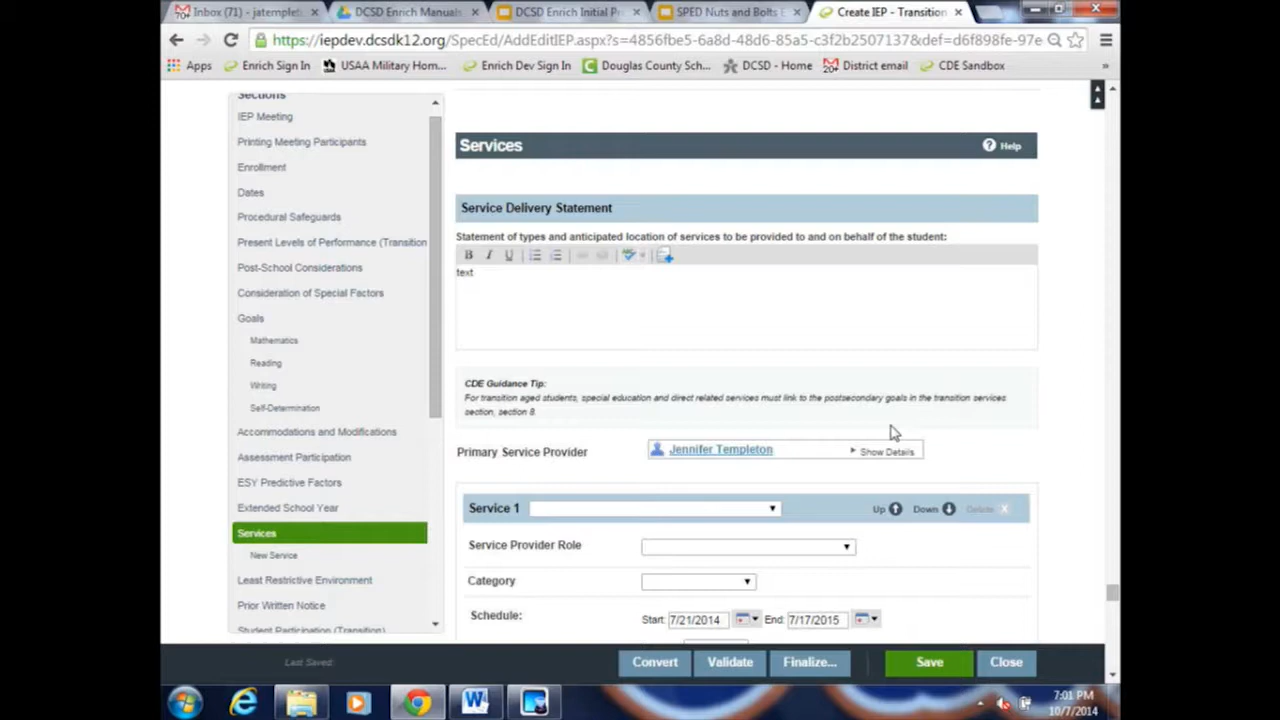 Inbox (71) - jatemplet
DCSD Enrich Manuals
DCSD Enrich Initial Pr
SPED Nuts and Bolts E
Create IEP - Transition
https://iepdev.dcsdk12.org/SpecEd/AddEditIEP.aspx?s=4856fbe5-6a8d-48d6-85a5-c3f2b2507137&def=d6f898fe-97e
Apps
Enrich Sign In
USAA Military Hom...
Enrich Dev Sign In
Douglas County Sch...
DCSD - Home
District email
CDE Sandbox
»
Sections
IEP Meeting
Printing Meeting Participants
Enrollment
Dates
Procedural Safeguards
Present Levels of Performance (Transition
Post-School Considerations
Consideration of Special Factors
Goals
Mathematics
Reading
Writing
Self-Determination
Accommodations and Modifications
Assessment Participation
ESY Predictive Factors
Extended School Year
Services
New Service
Least Restrictive Environment
Prior Written Notice
Student Participation (Transition)
Services
Help
Service Delivery Statement
Statement of types and anticipated location of services to be provided to and on behalf of the student:
B I U
text
CDE Guidance Tip:
For transition aged students, special education and direct related services must link to the postsecondary goals in the transition services
section, section 8.
Primary Service Provider
Jennifer Templeton
Show Details
Service 1
Up
Down
Delete
Service Provider Role
Category
Schedule:
Start: 7/21/2014
End: 7/17/2015
Last Saved:
Convert
Validate
Finalize...
Save
Close
7:01 PM
10/7/2014